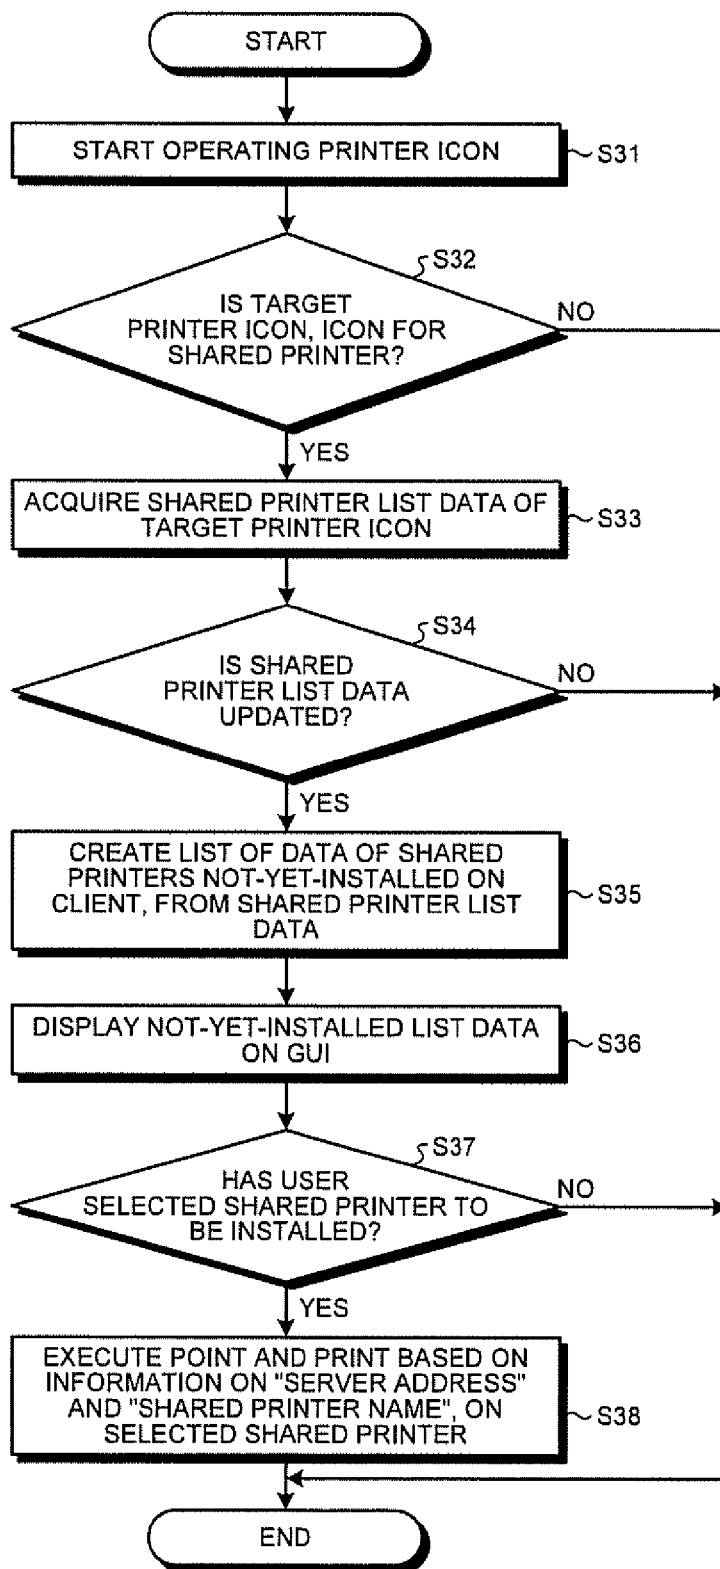 START
START OPERATING PRINTER ICON
S31
S32
IS TARGET
PRINTER ICON, ICON FOR
SHARED PRINTER?
NO
YES
ACQUIRE SHARED PRINTER LIST DATA OF
TARGET PRINTER ICON
S33
S34
IS SHARED
PRINTER LIST DATA
UPDATED?
NO
YES
CREATE LIST OF DATA OF SHARED
PRINTERS NOT-YET-INSTALLED ON
CLIENT, FROM SHARED PRINTER LIST
DATA
S35
DISPLAY NOT-YET-INSTALLED LIST DATA
ON GUI
S36
S37
HAS USER
SELECTED SHARED PRINTER TO
BE INSTALLED?
NO
YES
EXECUTE POINT AND PRINT BASED ON
INFORMATION ON "SERVER ADDRESS"
AND "SHARED PRINTER NAME", ON
SELECTED SHARED PRINTER
S38
END